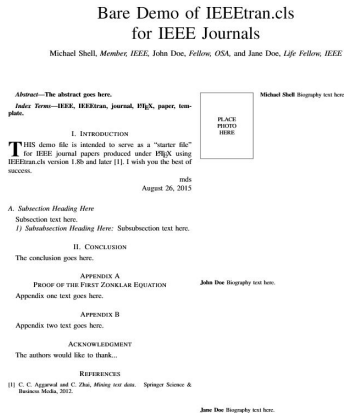 Bare Demo of IEEEtran.cls
for IEEE Journals
Michael Shell, Member, IEEE, John Doe, Fellow, OSA, and Jane Doe, Life Fellow, IEEE
Abstract—The abstract goes here.
Index Terms—IEEE, IEEEtran, journal, LATEX, paper, tem-
plate.
I. INTRODUCTION
THIS demo file is intended to serve as a “starter file”
for IEEE journal papers produced under LATEX using
IEEEtran.cls version 1.8b and later [1]. I wish you the best of
success.
mds
August 26, 2015
A. Subsection Heading Here
Subsection text here.
1) Subsubsection Heading Here: Subsubsection text here.
II. CONCLUSION
The conclusion goes here.
APPENDIX A
PROOF OF THE FIRST ZONKLAR EQUATION
Appendix one text goes here.
APPENDIX B
Appendix two text goes here.
ACKNOWLEDGMENT
The authors would like to thank...
REFERENCES
[1] C. C. Aggarwal and C. Zhai, Mining text data. Springer Science &
Business Media, 2012.
PLACE
PHOTO
HERE
Michael Shell Biography text here.
John Doe Biography text here.
Jane Doe Biography text here.